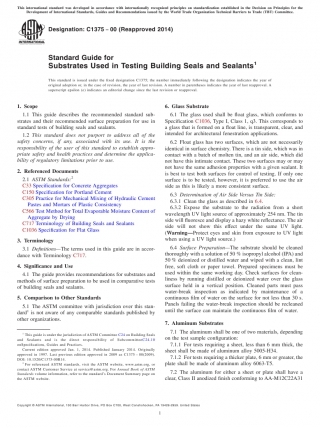 This international standard was developed in accordance with internationally recognized principles on standardization established in the Decision on Principles for the
Development of International Standards, Guides and Recommendations issued by the World Trade Organization Technical Barriers to Trade (TBT) Committee.
Designation: C1375 − 00 (Reapproved 2014)
INTERNATIONAL
Standard Guide for
Substrates Used in Testing Building Seals and Sealants1
This standard is issued under the fixed designation C1375; the number immediately following the designation indicates the year of
original adoption or, in the case of revision, the year of last revision. A number in parentheses indicates the year of last reapproval. A
superscript epsilon (ε) indicates an editorial change since the last revision or reapproval.
1. Scope
1.1 This guide describes the recommended standard sub-
strates and their recommended surface preparation for use in
standard tests of building seals and sealants.
1.2 This standard does not purport to address all of the
safety concerns, if any, associated with its use. It is the
responsibility of the user of this standard to establish appro-
priate safety and health practices and determine the applica-
bility of regulatory limitations prior to use.
2. Referenced Documents
2.1 ASTM Standards:2
C33 Specification for Concrete Aggregates
C150 Specification for Portland Cement
C305 Practice for Mechanical Mixing of Hydraulic Cement
Pastes and Mortars of Plastic Consistency
C566 Test Method for Total Evaporable Moisture Content of
Aggregate by Drying
C717 Terminology of Building Seals and Sealants
C1036 Specification for Flat Glass
3. Terminology
3.1 Definitions—The terms used in this guide are in accor-
dance with Terminology C717.
4. Significance and Use
4.1 The guide provides recommendations for substrates and
methods of surface preparation to be used in comparative tests
of building seals and sealants.
5. Comparison to Other Standards
5.1 The ASTM committee with jurisdiction over this stan-
dard is not aware of any comparable standards published by
other organizations.
1 This guide is under the jurisdiction of ASTM Committee C24 on Building Seals
and Sealants and is the direct responsibility of Subcommittee
Current edition approved Jan. 1, 2014. Published January 2014. Originally
approved in 1997. Last previous edition approved in 2009 as
2 For referenced ASTM standards, visit the ASTM website, www.astm.org, or
contact ASTM Customer Service at service@astm.org. For Annual Book of ASTM
Standards volume information, refer to the standard's Document Summary page on
the ASTM website.
6. Glass Substrate
6.1 The glass used shall be float glass, which conforms to
Specification C1036, Type I, Class 1, q3. This corresponds to
a glass that is formed on a float line, is transparent, clear, and
intended for architectural fenestration applications.
6.2 Float glass has two surfaces, which are not necessarily
identical in surface chemistry. There is a tin side, which was in
contact with a batch of molten tin, and an air side, which did
not have this intimate contact. These two surfaces may or may
not have the same adhesion properties with a given sealant. It
is best to test both surfaces for control of testing. If only one
surface is to be tested, however, it is preferred to use the air
side as this is likely a more consistent surface.
6.3 Determination of Air Side Versus Tin Side:
6.3.1 Clean the glass as described in 6.4.
6.3.2 Expose the substrate to the radiation from a short
wavelength UV light source of approximately 254 nm. The tin
side will fluoresce and display a hazy white reflectance. The air
side will not show this effect under the same UV light.
(Warning—Protect eyes and skin from exposure to UV light
when using a UV light source.)
6.4 Surface Preparation—The substrate should be cleaned
thoroughly with a solution of 50 % isopropyl alcohol (IPA) and
50 % deionized or distilled water and wiped with a clean, lint
free, soft cloth or paper towel. Prepared specimens must be
used within the same working day. Check surfaces for clean-
liness by running distilled or deionized water over the glass
surface held in a vertical position. Cleaned parts must pass
water-break inspection as indicated by maintenance of a
continuous film of water on the surface for not less than 30 s.
Panels failing the water-break inspection should be recleaned
until the surface can maintain the continuous film of water.
7. Aluminum Substrates
7.1 The aluminum shall be one of two materials, depending
on the test sample configuration:
7.1.1 For tests requiring a sheet, less than 6 mm thick, the
sheet shall be made of aluminum alloy 5005-H34.
7.1.2 For tests requiring a thicker plate, 6 mm or greater, the
plate shall be made of aluminum alloy 6063-T5.
7.2 The aluminum for either a sheet or plate shall have a
clear, Class II anodized finish conforming to AA-M12C22A31
Copyright © ASTM International, 100 Barr Harbor Drive, PO Box C700, West Conshohocken, PA 19428-2959. United States
1